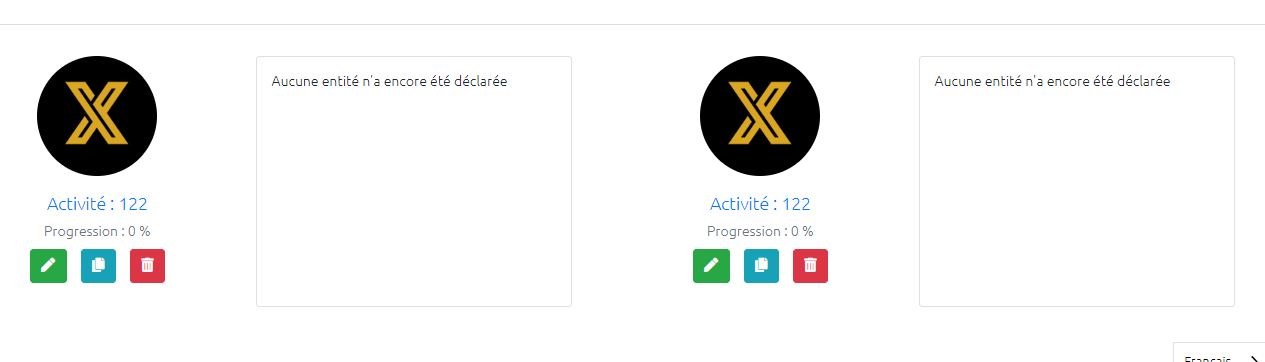 Aucune entité n'a encore été déclarée
Activité : 122
Progression : 0 %
Aucune entité n'a encore été déclarée
Activité : 122
Progression : 0 %
Français